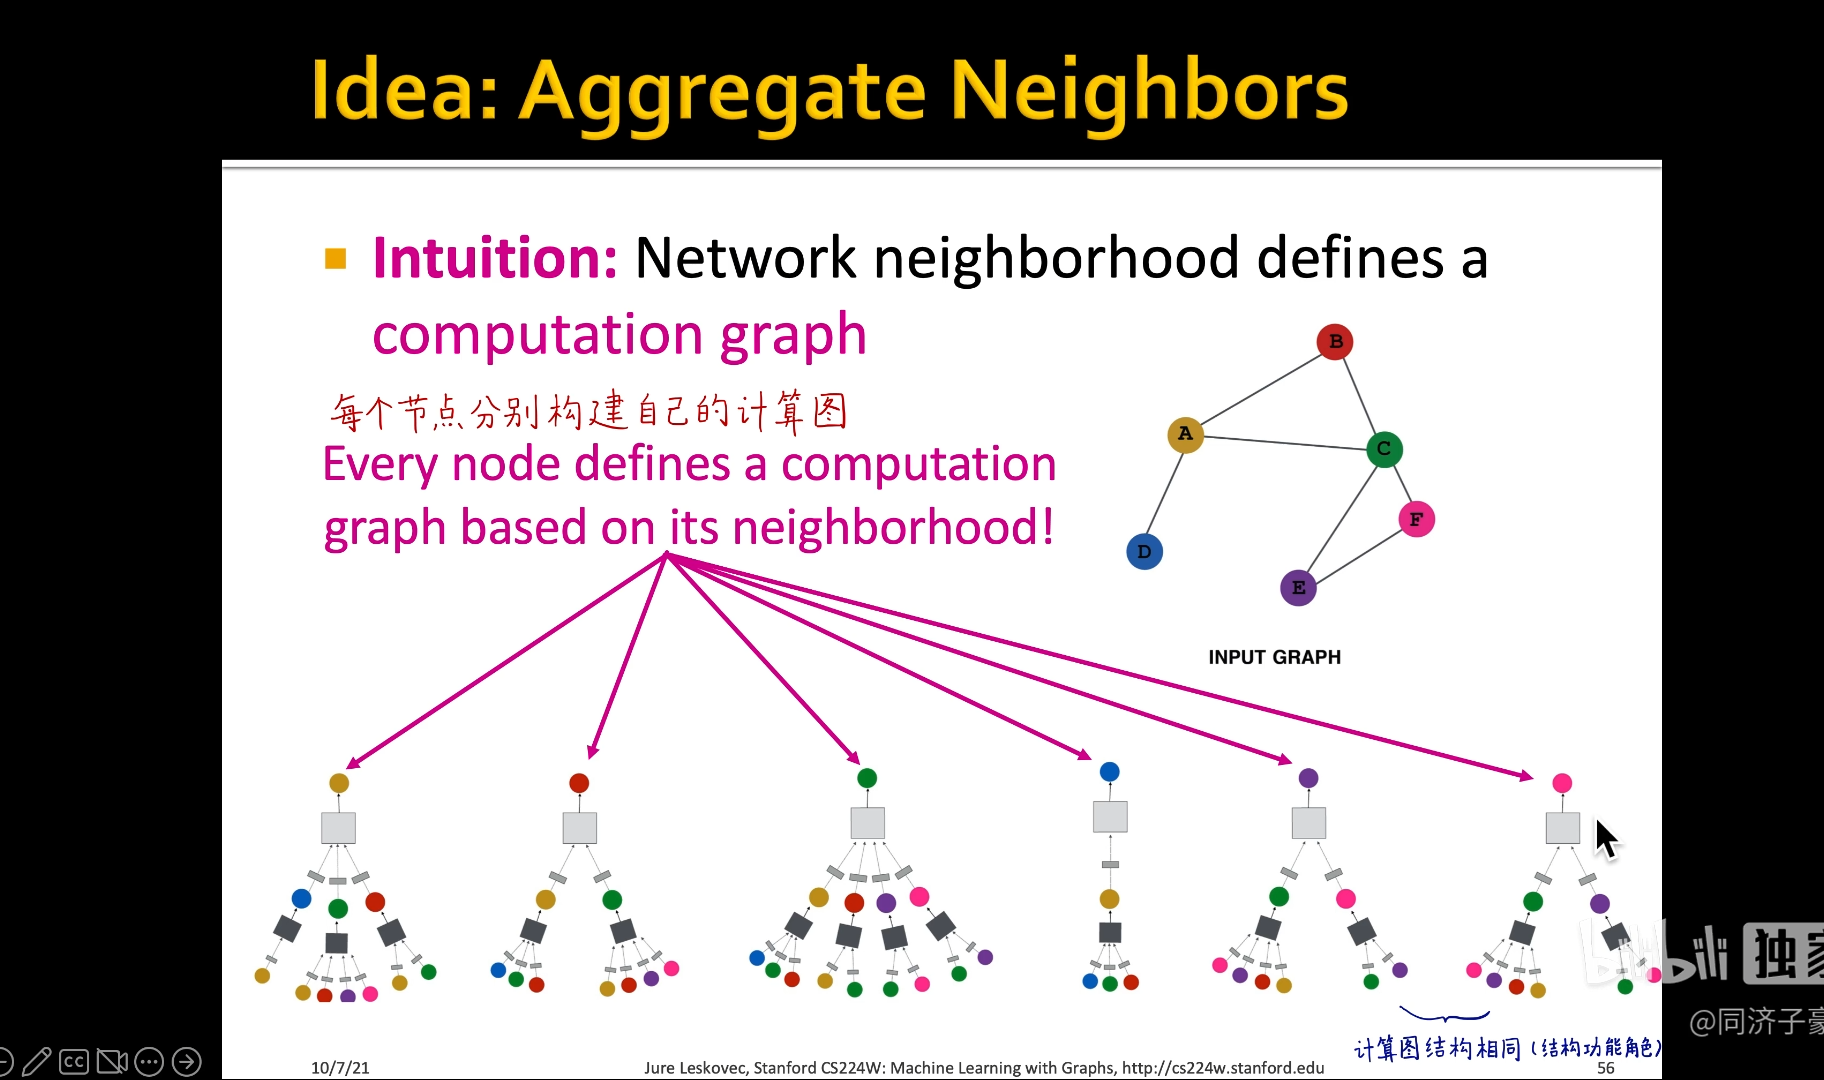 Idea: Aggregate Neighbors
Intuition: Network neighborhood defines a
computation graph
每个节点分别构建自己的计算图
Every node defines a computation
graph based on its neighborhood!
B
A
C
F
D
E
INPUT GRAPH
bilibili 独家
@同济子豪
计算图结构相同(结构功能角色)
CC
10/7/21
Jure Leskovec, Stanford CS224W: Machine Learning with Graphs, http://cs224w.stanford.edu
56